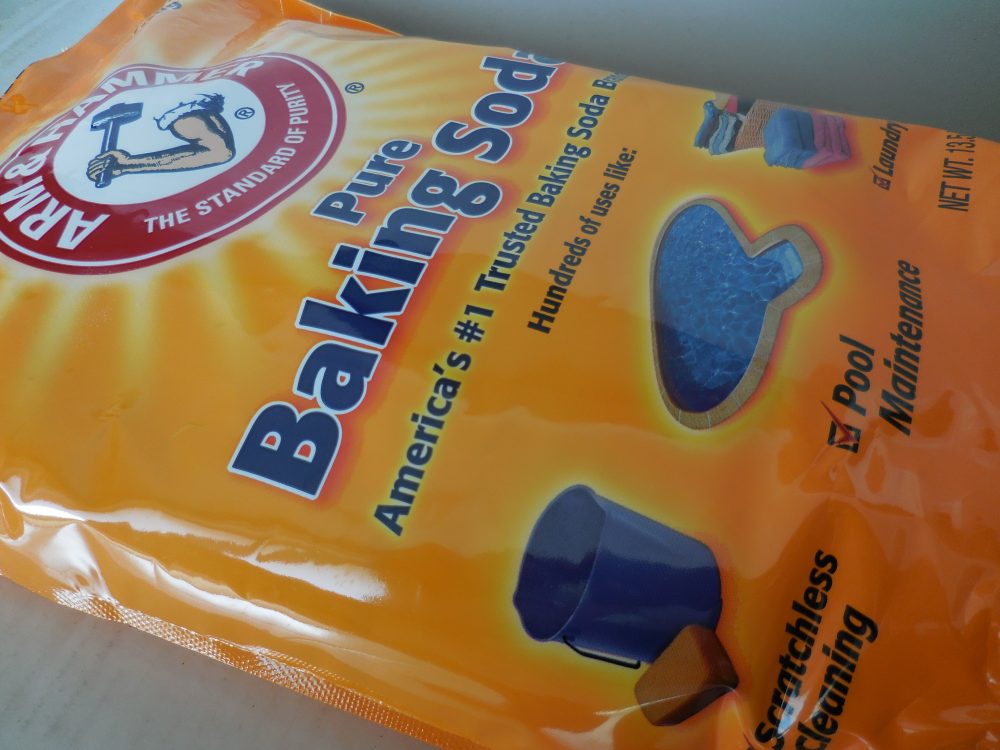 ARM & HAMMER
®
THE STANDARD OF PURITY
®
Pure
Baking Soda
America's #1 Trusted Baking Soda
Hundreds of uses like:
Laundry
NET WT. 13.5
Pool
Maintenance
Scratchless
Cleaning